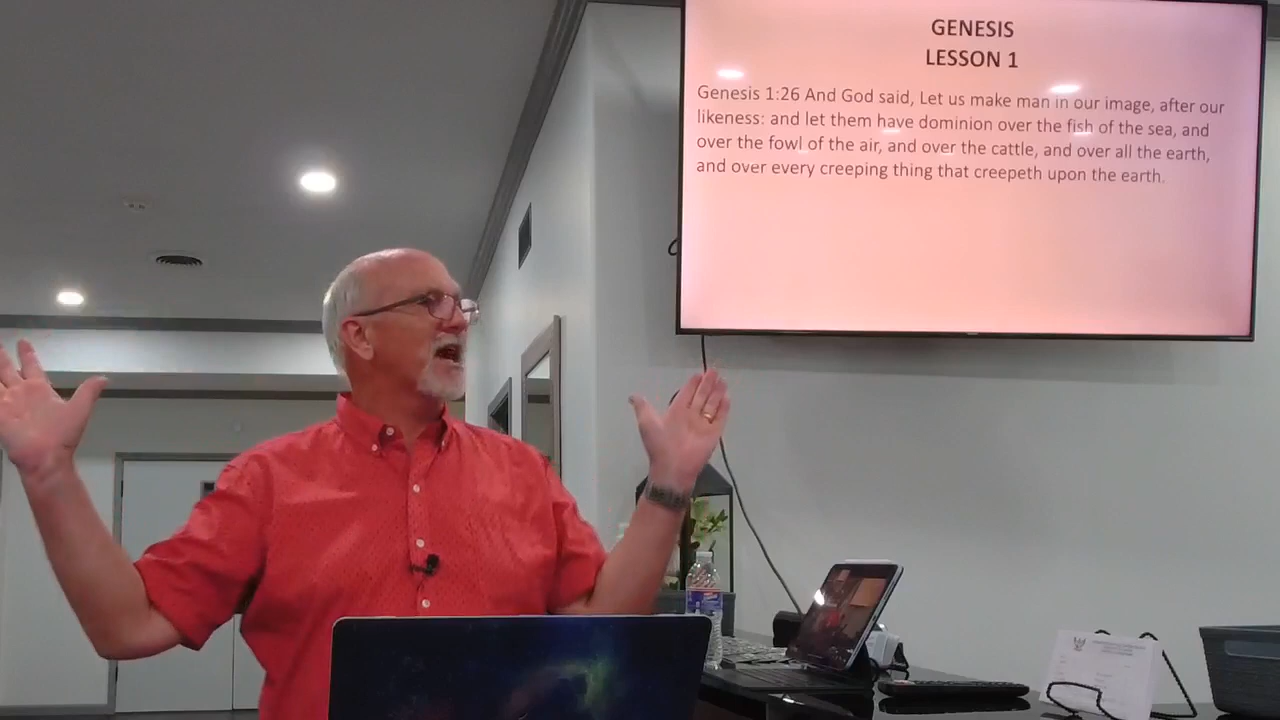 GENESIS
LESSON 1
Genesis 1:26 And God said, Let us make man in our image, after our
likeness: and let them have dominion over the fish of the sea, and
over the fowl of the air, and over the cattle, and over all the earth,
and over every creeping thing that creepeth upon the earth.